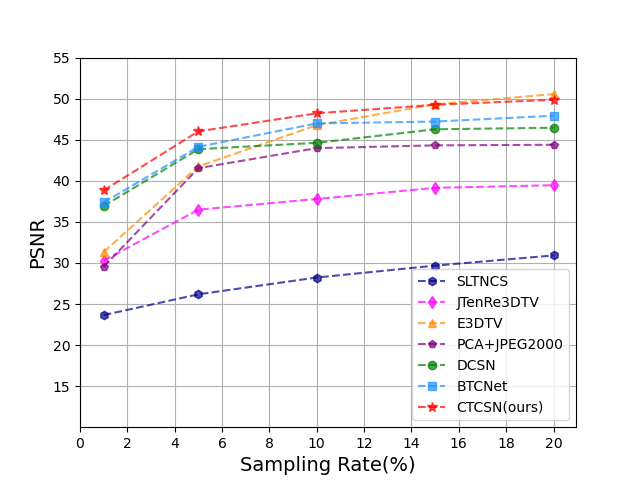 55
50
45
40
35
30
25
20
15
PSNR
SLTNCS
JTenRe3DTV
E3DTV
PCA+JPEG2000
DCSN
BTCNet
CTCSN(ours)
0 2 4 6 8 10 12 14 16 18 20
Sampling Rate(%)